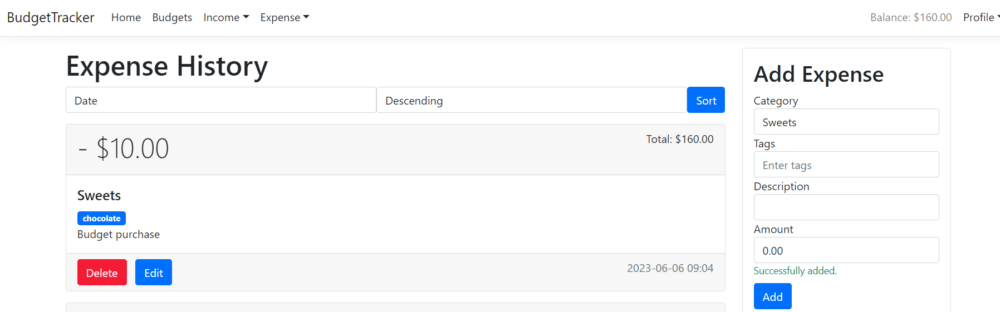 BudgetTracker Home Budgets Income Expense Balance: $160.00 Profile
Expense History
Date Descending Sort
- $10.00 Total: $160.00
Sweets
chocolate
Budget purchase
Delete Edit 2023-06-06 09:04
Add Expense
Category
Sweets
Tags
Enter tags
Description
Amount
0.00
Successfully added.
Add